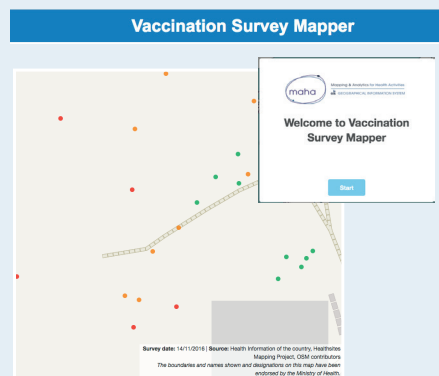 Vaccination Survey Mapper
maha
Mapping & Analytics for Health Activities
GEOGRAPHICAL INFORMATION SYSTEM
Welcome to Vaccination
Survey Mapper
Start
Survey date: 14/11/2016 | Source: Health Information of the country, Healthsites
Mapping Project, OSM contributors
The boundaries and names shown and designations on this map have been
endorsed by the Ministry of Health.